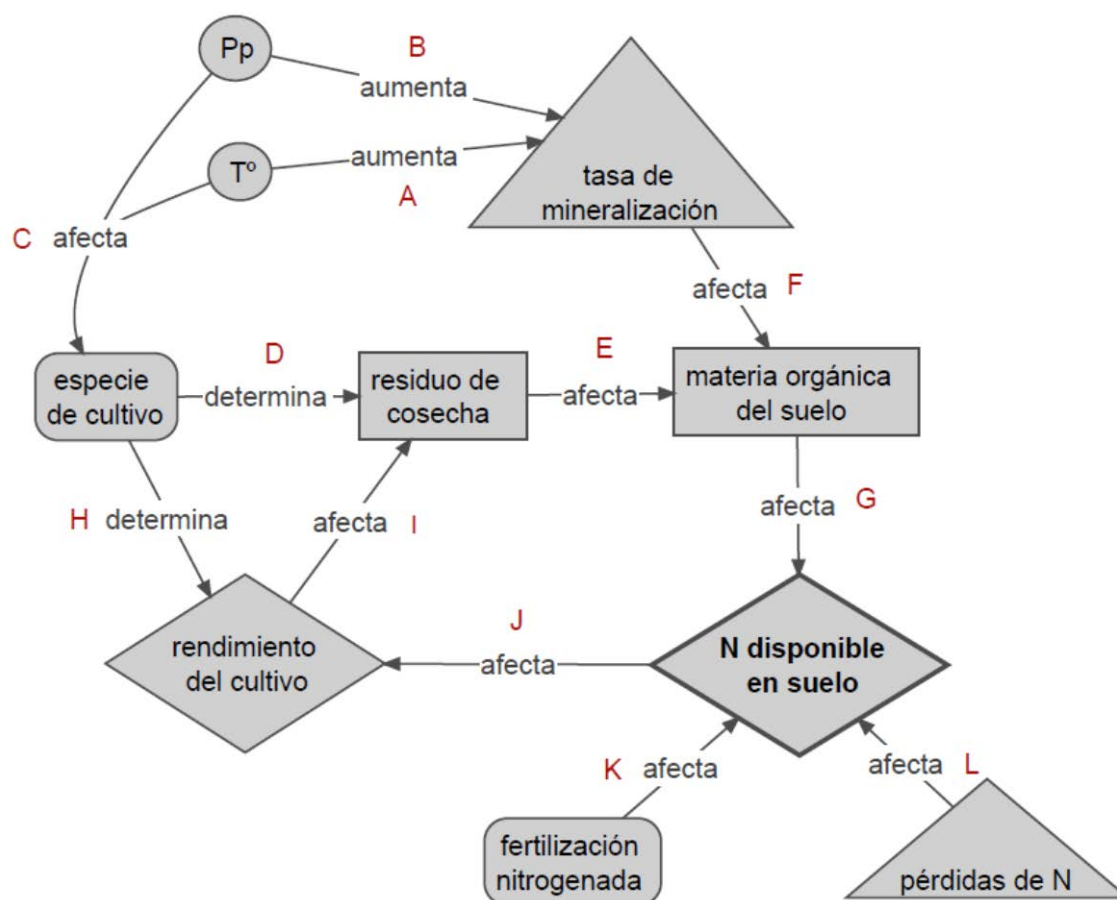 Pp
B
aumenta
Tº
aumenta
A
tasa de
mineralización
C
afecta
afecta
F
especie
de cultivo
D
determina
residuo de
cosecha
E
afecta
materia orgánica
del suelo
H
determina
afecta
I
afecta
G
rendimiento
del cultivo
J
afecta
N disponible
en suelo
K
afecta
afecta
L
fertilización
nitrogenada
pérdidas de N